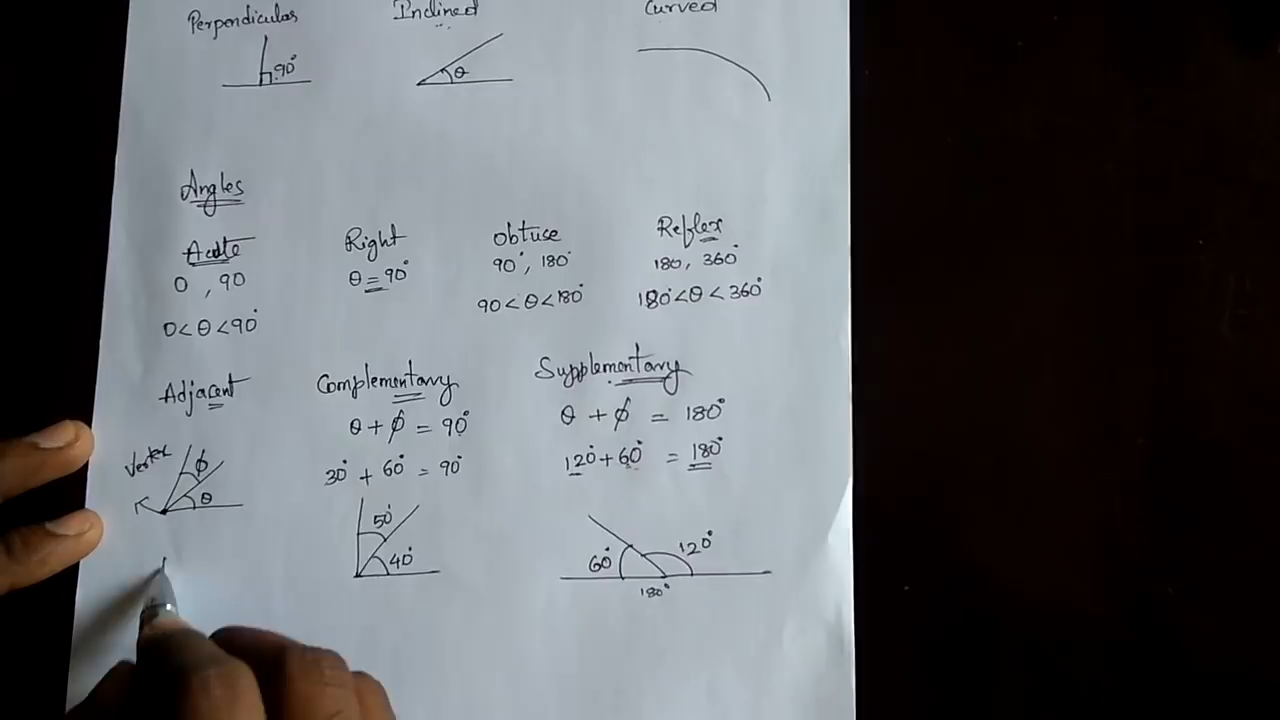 Perpendicular Inclined Curved
90°
θ
Angles
Acute Right Obtuse Reflex
0 , 90 θ = 90° 90°, 180° 180, 360°
0 < θ < 90° 90 < θ < 180° 180° < θ < 360°
Adjacent Complementary Supplementary
θ + ϕ = 90° θ + ϕ = 180°
Vertex ϕ 30° + 60° = 90° 120° + 60° = 180°
θ
50°
40° 60° 120°
180°